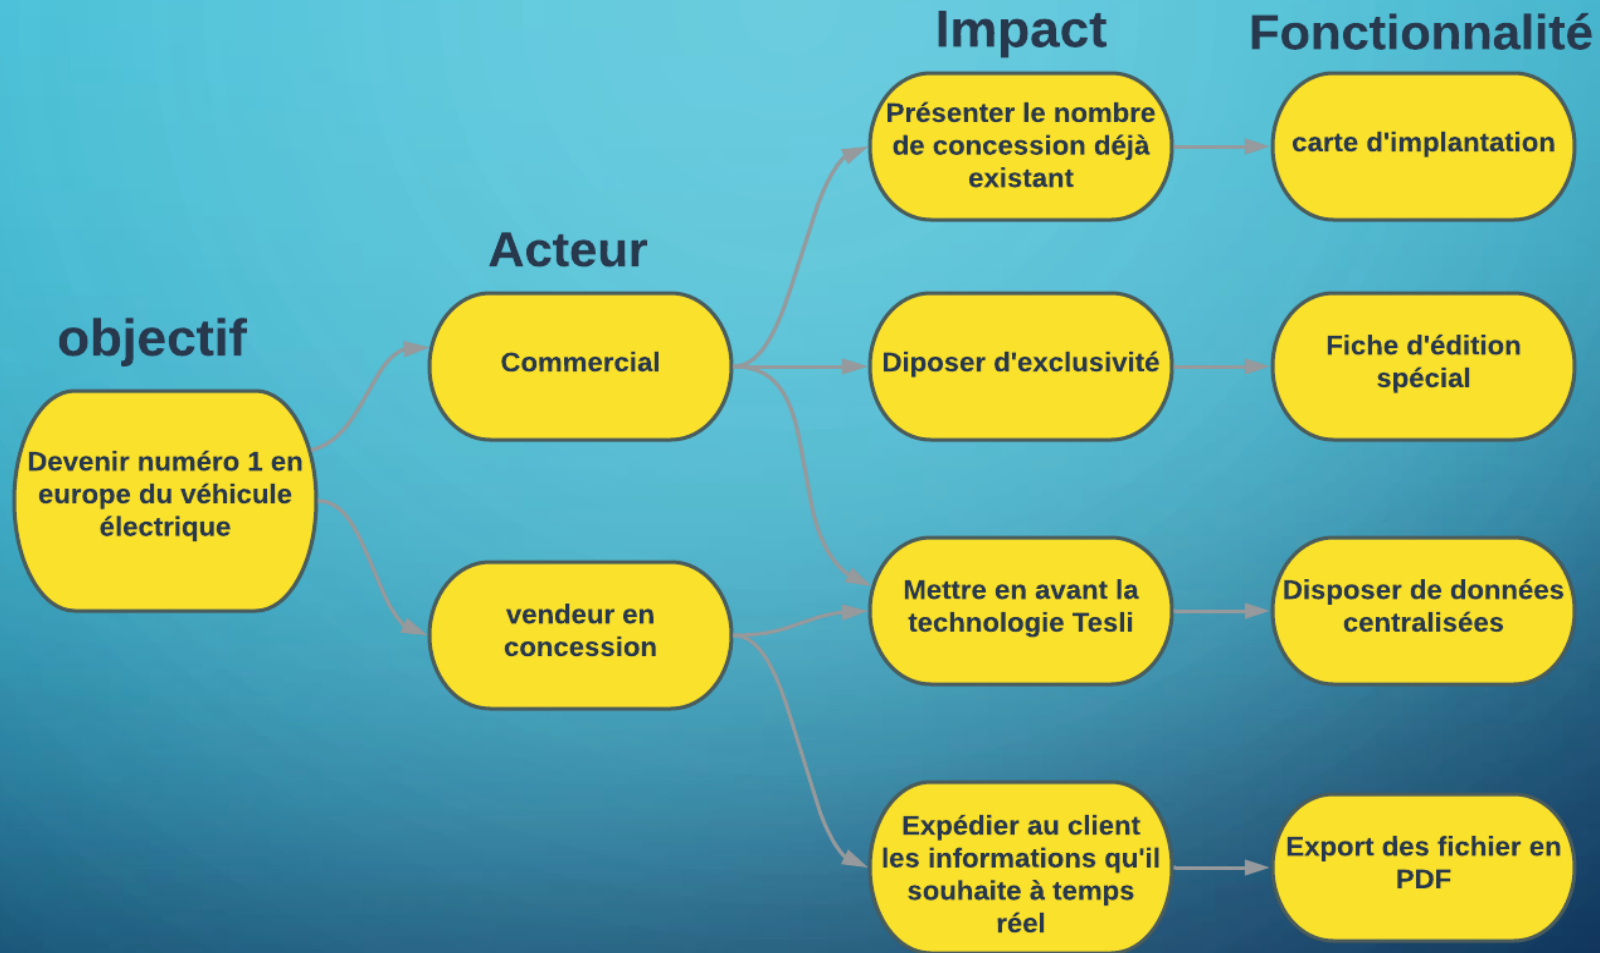 objectif
Devenir numéro 1 en
europe du véhicule
électrique
Acteur
Commercial
vendeur en
concession
Impact
Présenter le nombre
de concession déjà
existant
Diposer d'exclusivité
Mettre en avant la
technologie Tesli
Expédier au client
les informations qu'il
souhaite à temps
réel
Fonctionnalité
carte d'implantation
Fiche d'édition
spécial
Disposer de données
centralisées
Export des fichier en
PDF